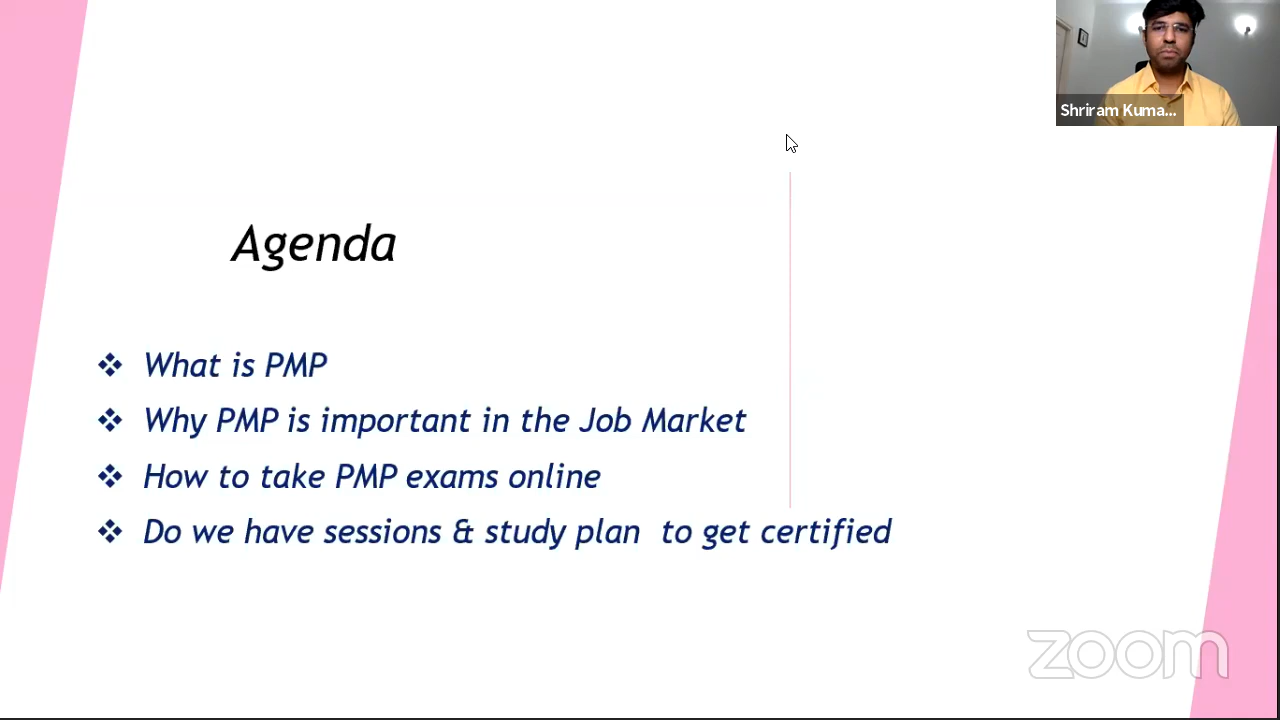 Shriram Kuma...
Agenda
❖ What is PMP
❖ Why PMP is important in the Job Market
❖ How to take PMP exams online
❖ Do we have sessions & study plan  to get certified
zoom